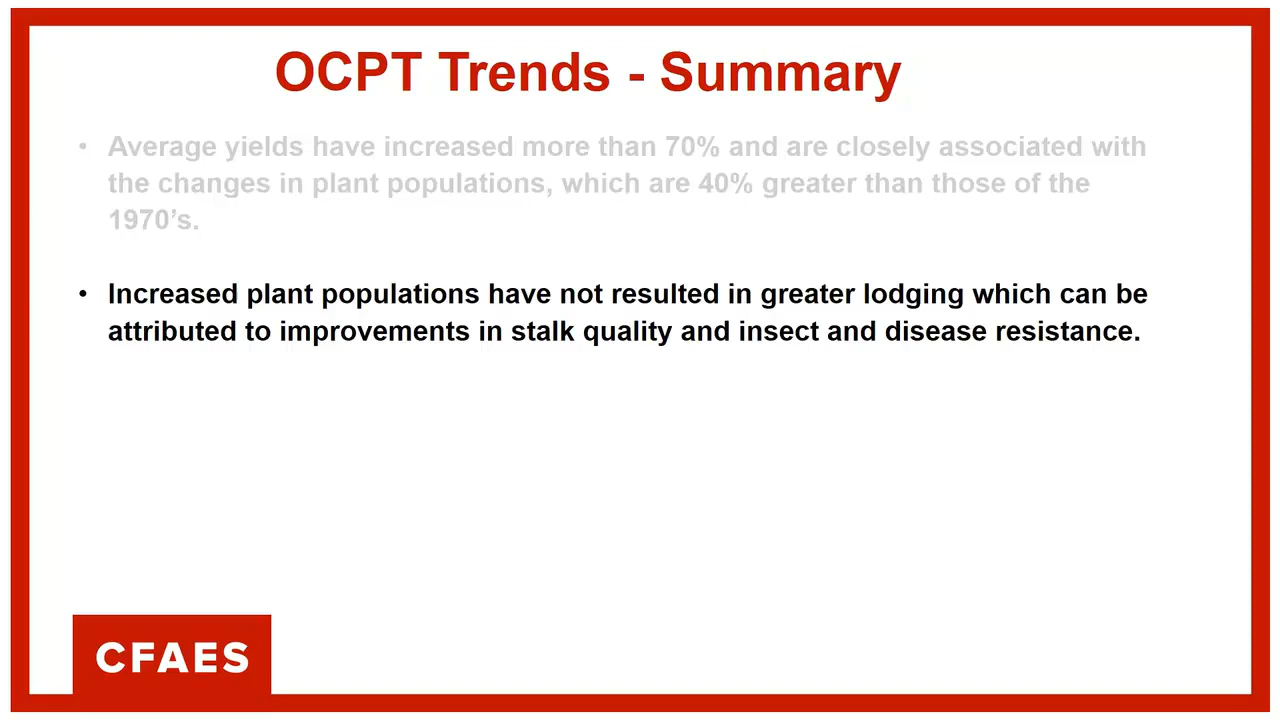 OCPT Trends - Summary
• Average yields have increased more than 70% and are closely associated with
the changes in plant populations, which are 40% greater than those of the
1970’s.
• Increased plant populations have not resulted in greater lodging which can be
attributed to improvements in stalk quality and insect and disease resistance.
CFAES